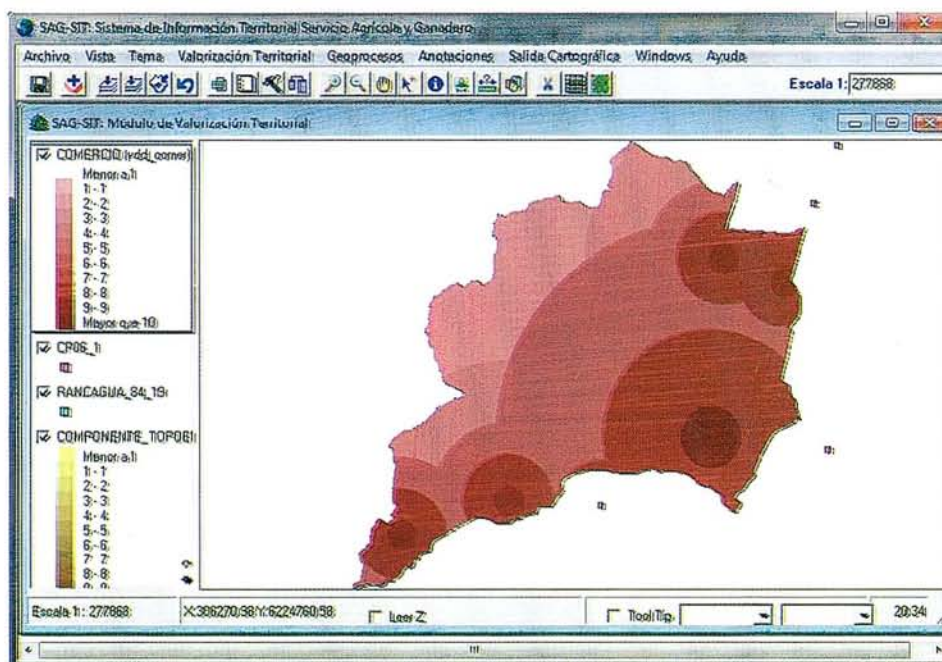 SAG-SIT: Sistema de Información Territorial Servicio Agrícola y Ganadero
Archivo Vista Tema Valorización Territorial Geoprocesos Anotaciones Salida Cartográfica Windows Ayuda
Escala 1: 277868
SAG-SIT: Módulo de Valorización Territorial
COMERCIO
Menor a 1
1 - 1
2 - 2
3 - 3
4 - 4
5 - 5
6 - 6
7 - 7
8 - 8
9 - 9
Mayor que 10
CP06_1
RANCAGUA_84_19
Menor a 1
1 - 1
2 - 2
3 - 3
4 - 4
5 - 5
6 - 6
7 - 7
8 - 8
Escala 1: 277868
Leer Z
Tool Tip
20:34